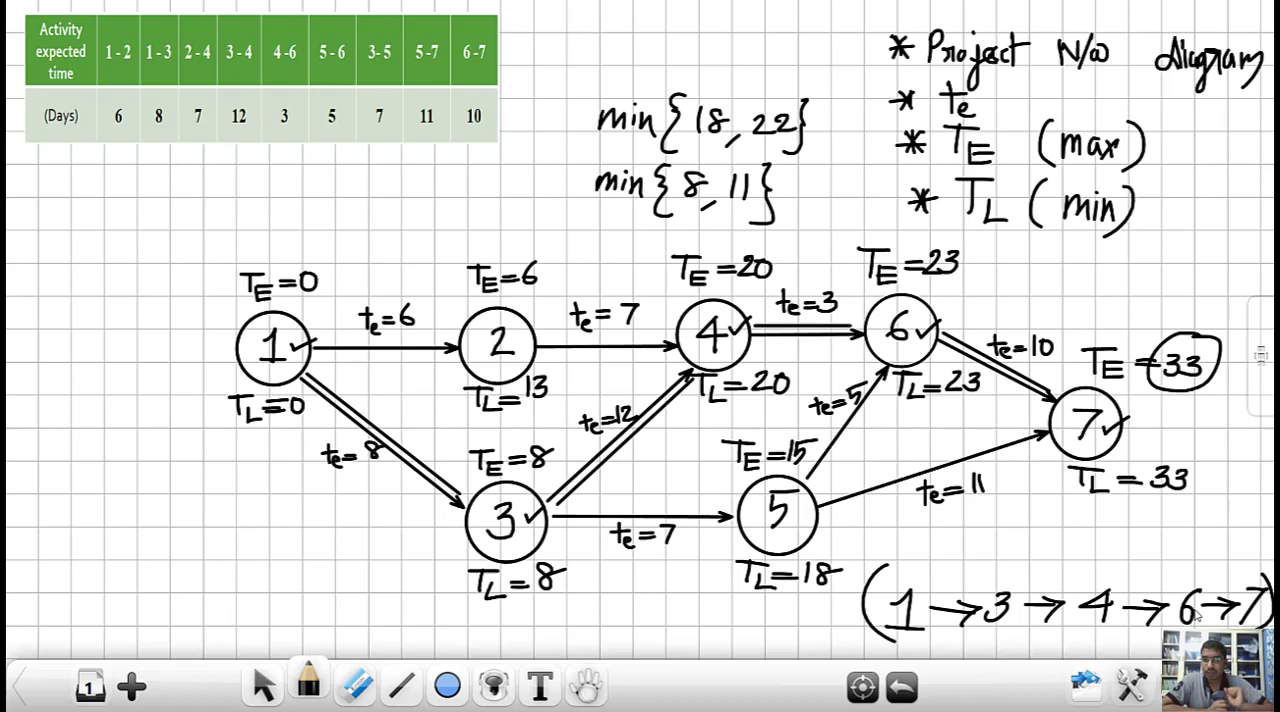 Activity expected time 1 - 2 1 - 3 2 - 4 3 - 4 4 -6 5 - 6 3- 5 5 -7 6 -7
(Days) 6 8 7 12 3 5 7 11 10
* Project N/w diagram
* te
* TE (max)
* TL (min)
min{18, 22}
min{8, 11}
TE=0
1
TL=0
te=6
TE=6
2
TL=13
te=7
TE=20
4
TL=20
te=3
TE=23
6
TL=23
te=10
TE=33
7
TL=33
te=8
TE=8
3
TL=8
te=12
te=7
TE=15
5
TL=18
te=5
te=11
(1→3→4→6→7)
1
T